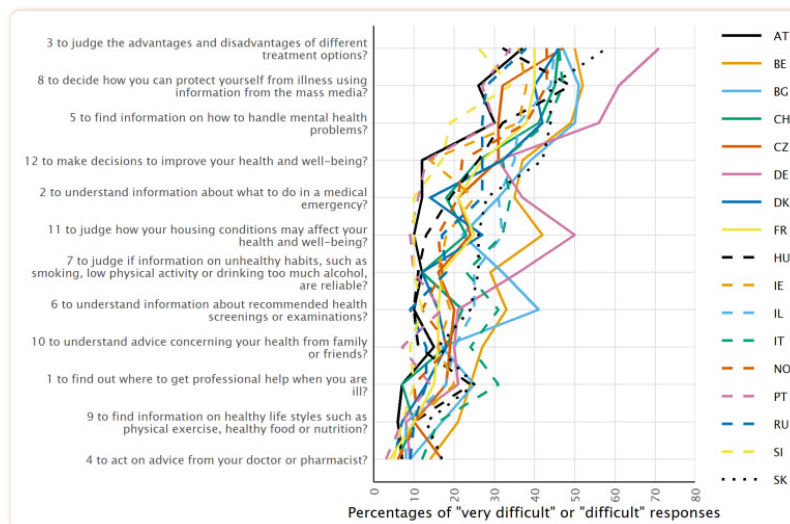 3 to judge the advantages and disadvantages of different
treatment options?
8 to decide how you can protect yourself from illness using
information from the mass media?
5 to find information on how to handle mental health
problems?
12 to make decisions to improve your health and well-being?
2 to understand information about what to do in a medical
emergency?
11 to judge how your housing conditions may affect your
health and well-being?
7 to judge if information on unhealthy habits, such as
smoking, low physical activity or drinking too much alcohol,
are reliable?
6 to understand information about recommended health
screenings or examinations?
10 to understand advice concerning your health from family
or friends?
1 to find out where to get professional help when you are
ill?
9 to find information on healthy life styles such as
physical exercise, healthy food or nutrition?
4 to act on advice from your doctor or pharmacist?
0 10 20 30 40 50 60 70 80
Percentages of "very difficult" or "difficult" responses
AT
BE
BG
CH
CZ
DE
DK
FR
HU
IE
IL
IT
NO
PT
RU
SI
SK